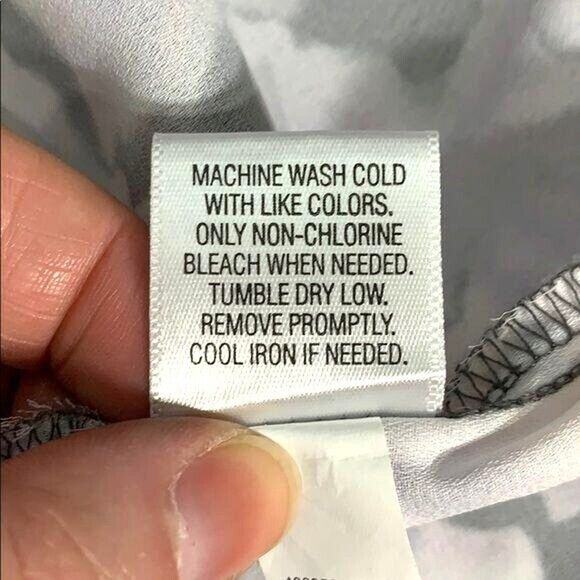 MACHINE WASH COLD
WITH LIKE COLORS.
ONLY NON-CHLORINE
BLEACH WHEN NEEDED.
TUMBLE DRY LOW.
REMOVE PROMPTLY.
COOL IRON IF NEEDED.